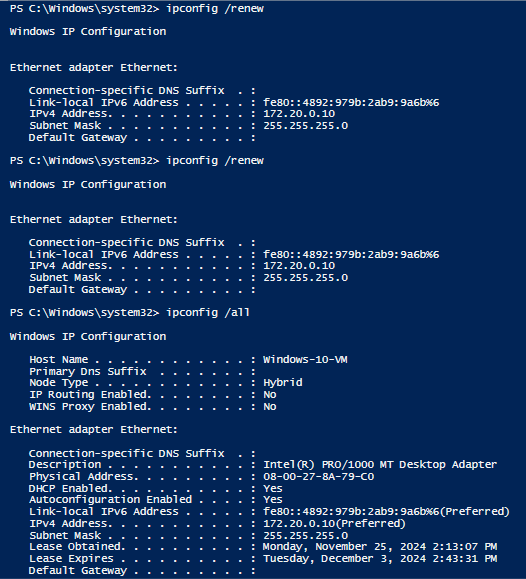 PS C:\Windows\system32> ipconfig /renew
Windows IP Configuration
Ethernet adapter Ethernet:
Connection-specific DNS Suffix  . :
Link-local IPv6 Address . . . . . : fe80::4892:979b:2ab9:9a6b%6
IPv4 Address. . . . . . . . . . . : 172.20.0.10
Subnet Mask . . . . . . . . . . . : 255.255.255.0
Default Gateway . . . . . . . . . :
PS C:\Windows\system32> ipconfig /renew
Windows IP Configuration
Ethernet adapter Ethernet:
Connection-specific DNS Suffix  . :
Link-local IPv6 Address . . . . . : fe80::4892:979b:2ab9:9a6b%6
IPv4 Address. . . . . . . . . . . : 172.20.0.10
Subnet Mask . . . . . . . . . . . : 255.255.255.0
Default Gateway . . . . . . . . . :
PS C:\Windows\system32> ipconfig /all
Windows IP Configuration
Host Name . . . . . . . . . . . . : Windows-10-VM
Primary Dns Suffix  . . . . . . . :
Node Type . . . . . . . . . . . . : Hybrid
IP Routing Enabled. . . . . . . . : No
WINS Proxy Enabled. . . . . . . . : No
Ethernet adapter Ethernet:
Connection-specific DNS Suffix  . :
Description . . . . . . . . . . . : Intel(R) PRO/1000 MT Desktop Adapter
Physical Address. . . . . . . . . : 08-00-27-8A-79-C0
DHCP Enabled. . . . . . . . . . . : Yes
Autoconfiguration Enabled . . . . : Yes
Link-local IPv6 Address . . . . . : fe80::4892:979b:2ab9:9a6b%6(Preferred)
IPv4 Address. . . . . . . . . . . : 172.20.0.10(Preferred)
Subnet Mask . . . . . . . . . . . : 255.255.255.0
Lease Obtained. . . . . . . . . . : Monday, November 25, 2024 2:13:07 PM
Lease Expires . . . . . . . . . . : Tuesday, December 3, 2024 2:43:31 PM
Default Gateway . . . . . . . . . :